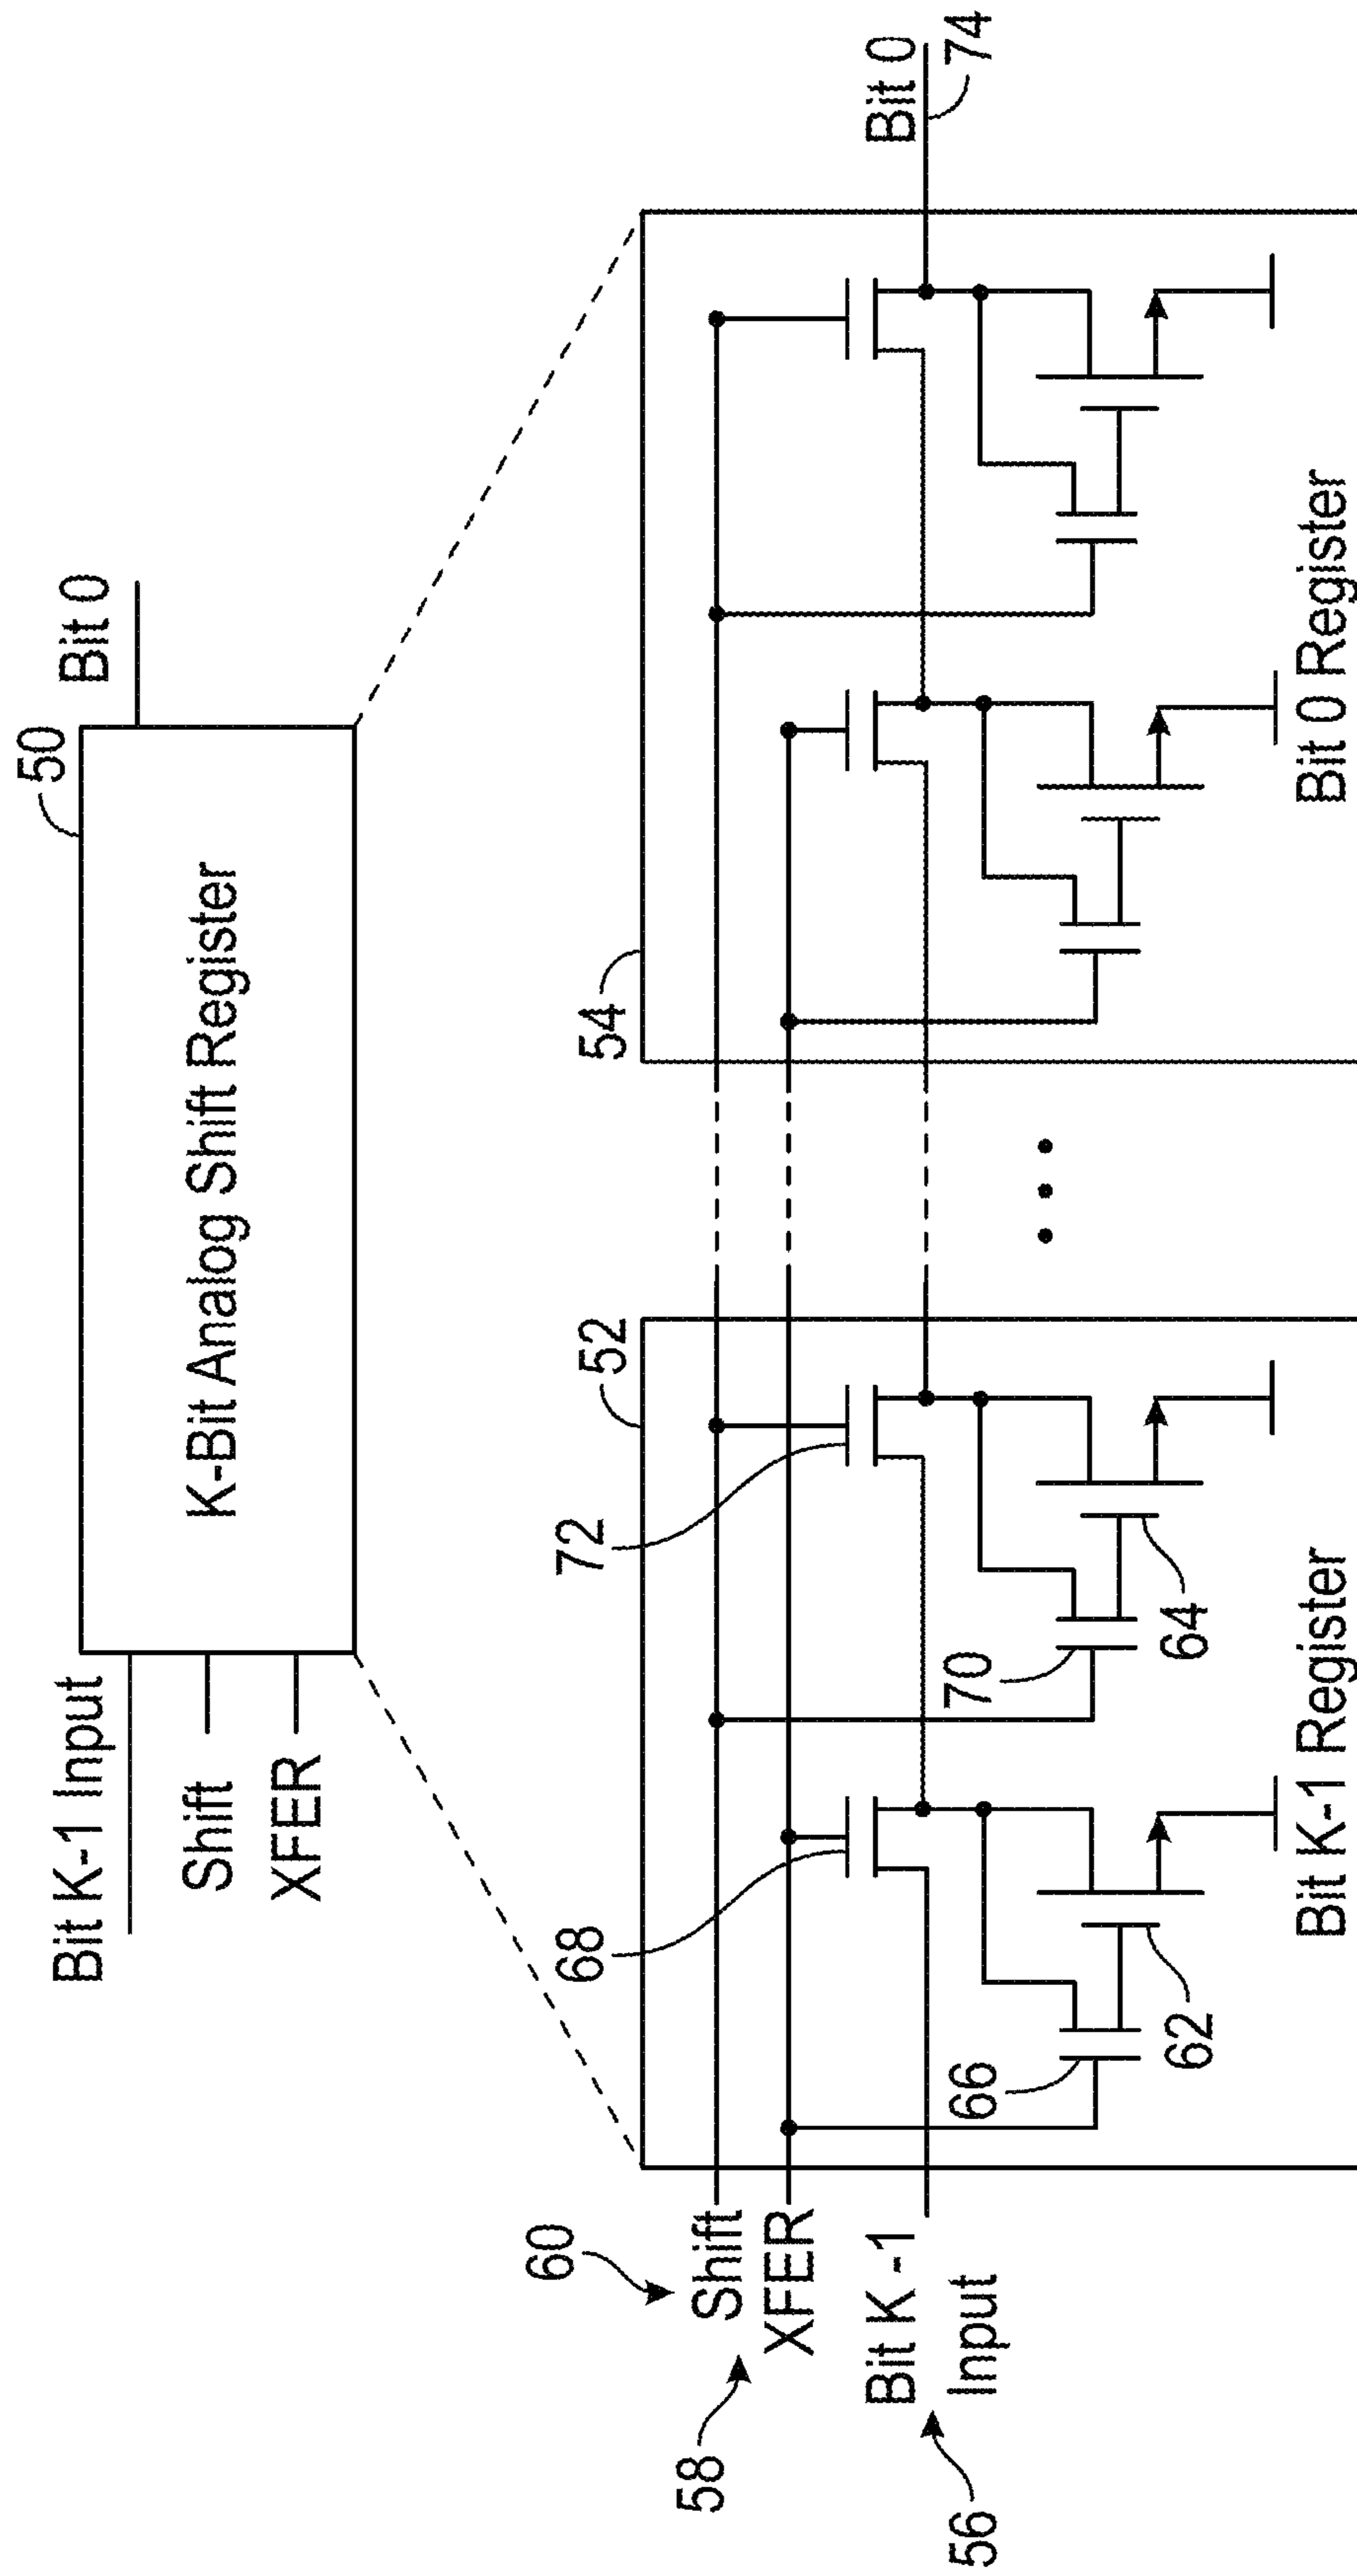 50
Bit K-1 Input
Shift
XFER
K-Bit Analog Shift Register
Bit 0
60
58
56
Shift
XFER
Bit K -1
Input
52
72
68
70
66
64
62
Bit K-1 Register
54
Bit 0
74
Bit 0 Register